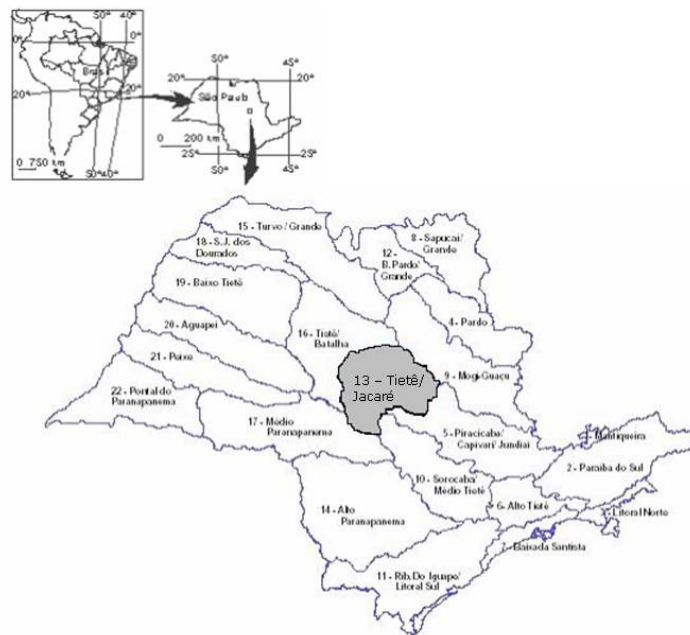 50° 40°
0°
0°
Brasil
20°
20°
0 750 km
50° 40°
50° 45°
20°
20°
São Paulo
0 200 km
25°
25°
50° 45°
15 - Turvo / Grande
8 - Sapucaí/
Grande
18 - S.J. dos
Dourados
12 -
B.Pardo/
Grande
19 - Baixo Tietê
4 - Pardo
20 - Aguapeí
16 - Tietê/
Batalha
21 - Peixe
9 - Mogi-Guaçu
13 – Tietê/
Jacaré
22 - Pontal do
Paranapanema
17 - Médio
Paranapanema
5 - Piracicaba/
Capivari/ Jundiaí
Mantiqueira
2 - Paraíba do Sul
10 - Sorocaba/
Médio Tietê
14 - Alto
Paranapanema
6 - Alto Tietê
Litoral Norte
7 - Baixada Santista
11 - Rib. Do Iguape/
Litoral Sul